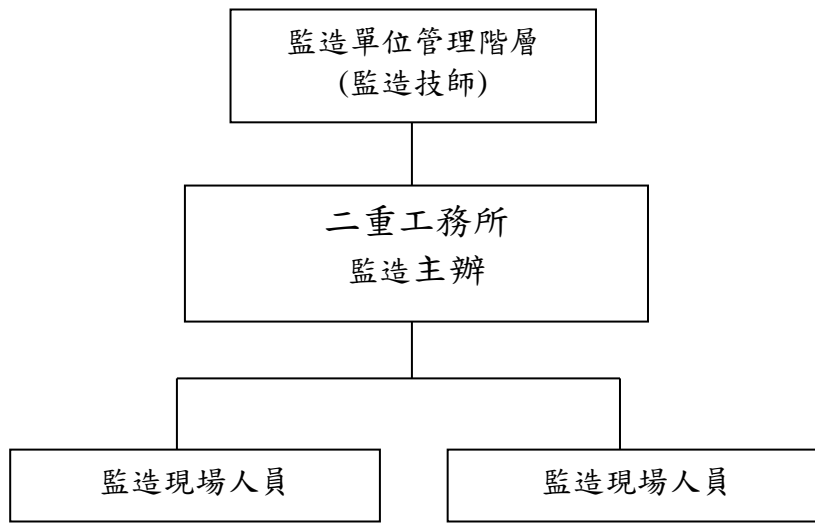 監造單位管理階層
(監造技師)
二重工務所
監造主辦
監造現場人員
監造現場人員